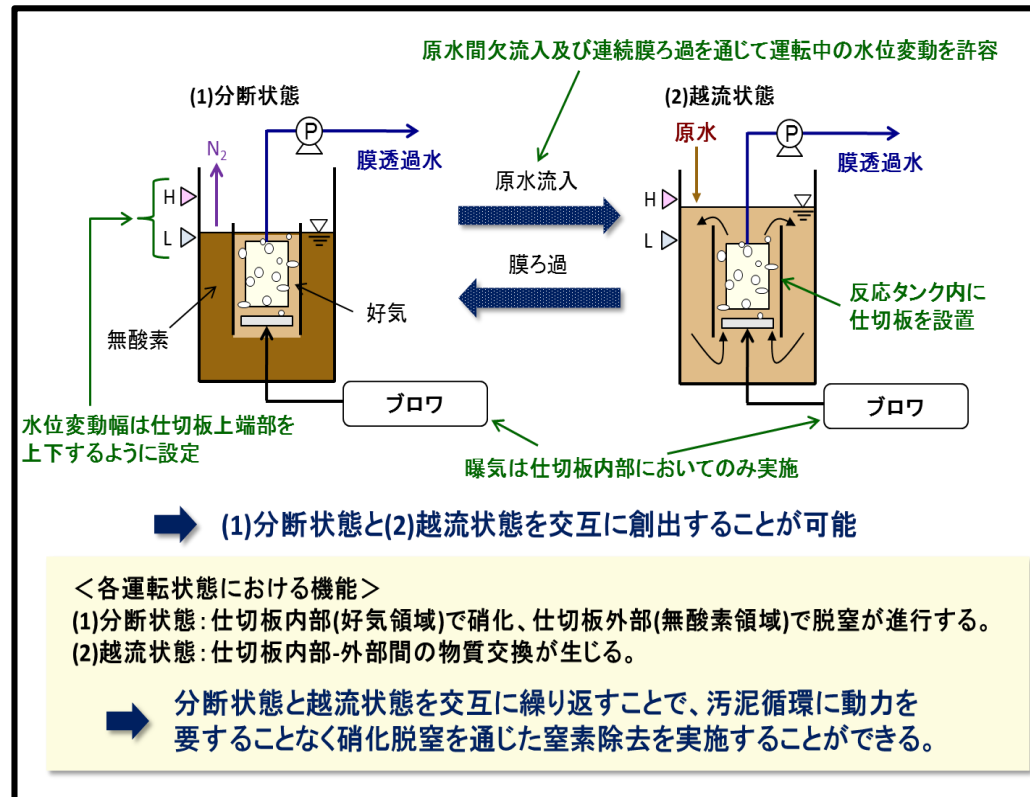 原水間欠流入及び連続膜ろ過を通じて運転中の水位変動を許容
(1)分断状態
(2)越流状態
P
N2
膜透過水
H
L
無酸素
好気
ブロワ
原水流入
膜ろ過
原水
P
膜透過水
H
L
反応タンク内に
仕切板を設置
ブロワ
水位変動幅は仕切板上端部を
上下するように設定
曝気は仕切板内部においてのみ実施
(1)分断状態と(2)越流状態を交互に創出することが可能
＜各運転状態における機能＞
(1)分断状態：仕切板内部(好気領域)で硝化、仕切板外部(無酸素領域)で脱窒が進行する。
(2)越流状態：仕切板内部-外部間の物質交換が生じる。
分断状態と越流状態を交互に繰り返すことで、汚泥循環に動力を
要することなく硝化脱窒を通じた窒素除去を実施することができる。